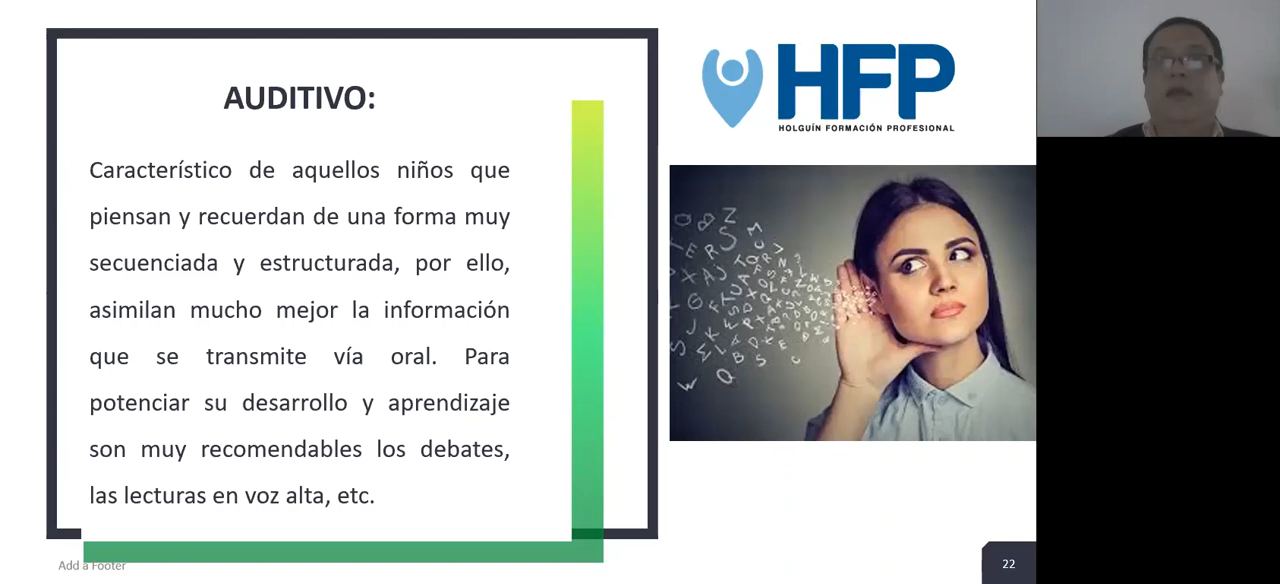 AUDITIVO:
Característico de aquellos niños que
piensan y recuerdan de una forma muy
secuenciada y estructurada, por ello,
asimilan mucho mejor la información
que se transmite vía oral. Para
potenciar su desarrollo y aprendizaje
son muy recomendables los debates,
las lecturas en voz alta, etc.
Add a Footer
HFP
HOLGUÍN FORMACIÓN PROFESIONAL
22